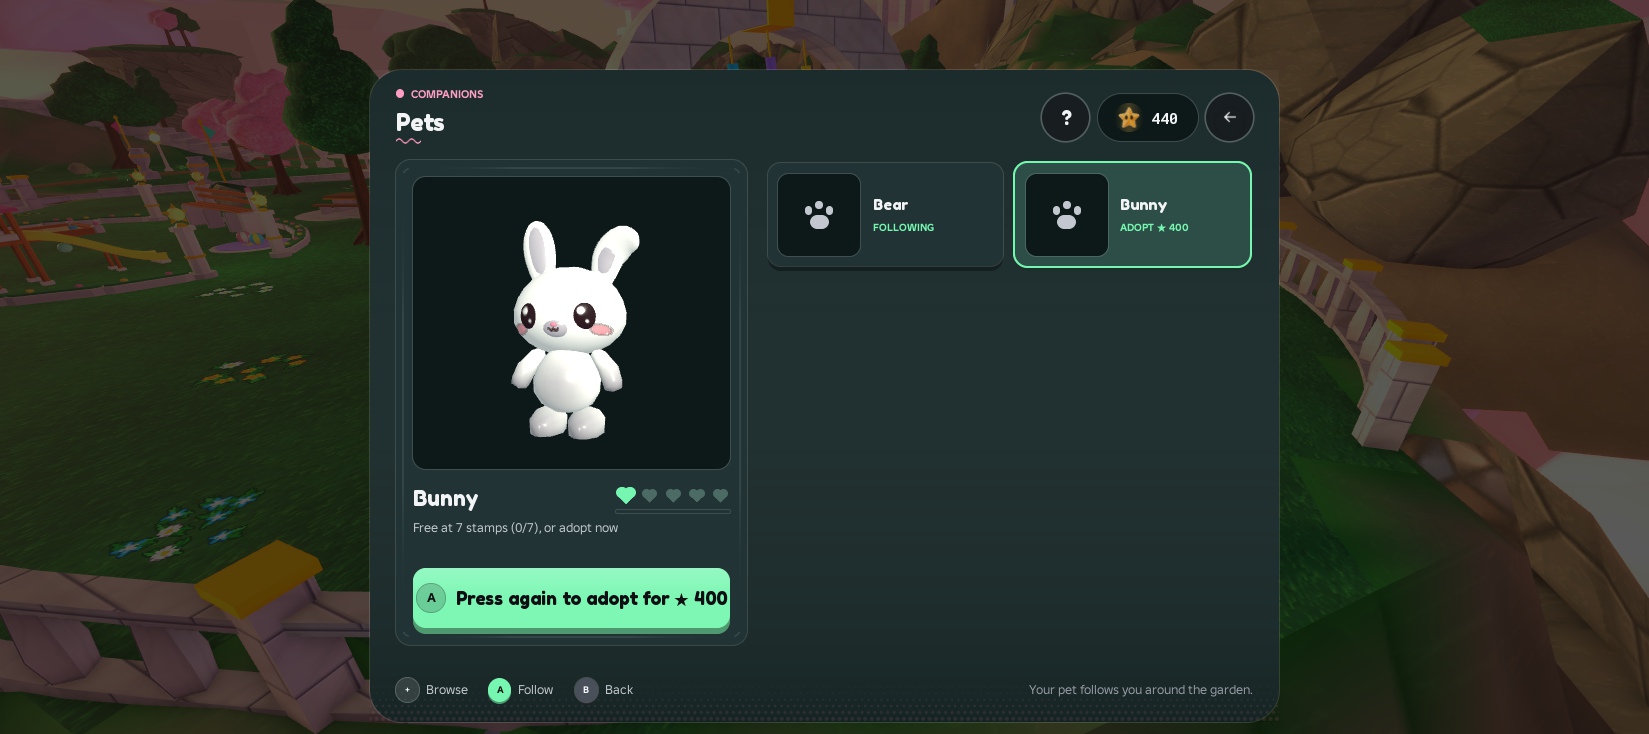 COMPANIONS
Pets
?
440
Bear
FOLLOWING
Bunny
ADOPT ★ 400
Bunny
Free at 7 stamps (0/7), or adopt now
A Press again to adopt for ★ 400
+ Browse A Follow B Back
Your pet follows you around the garden.